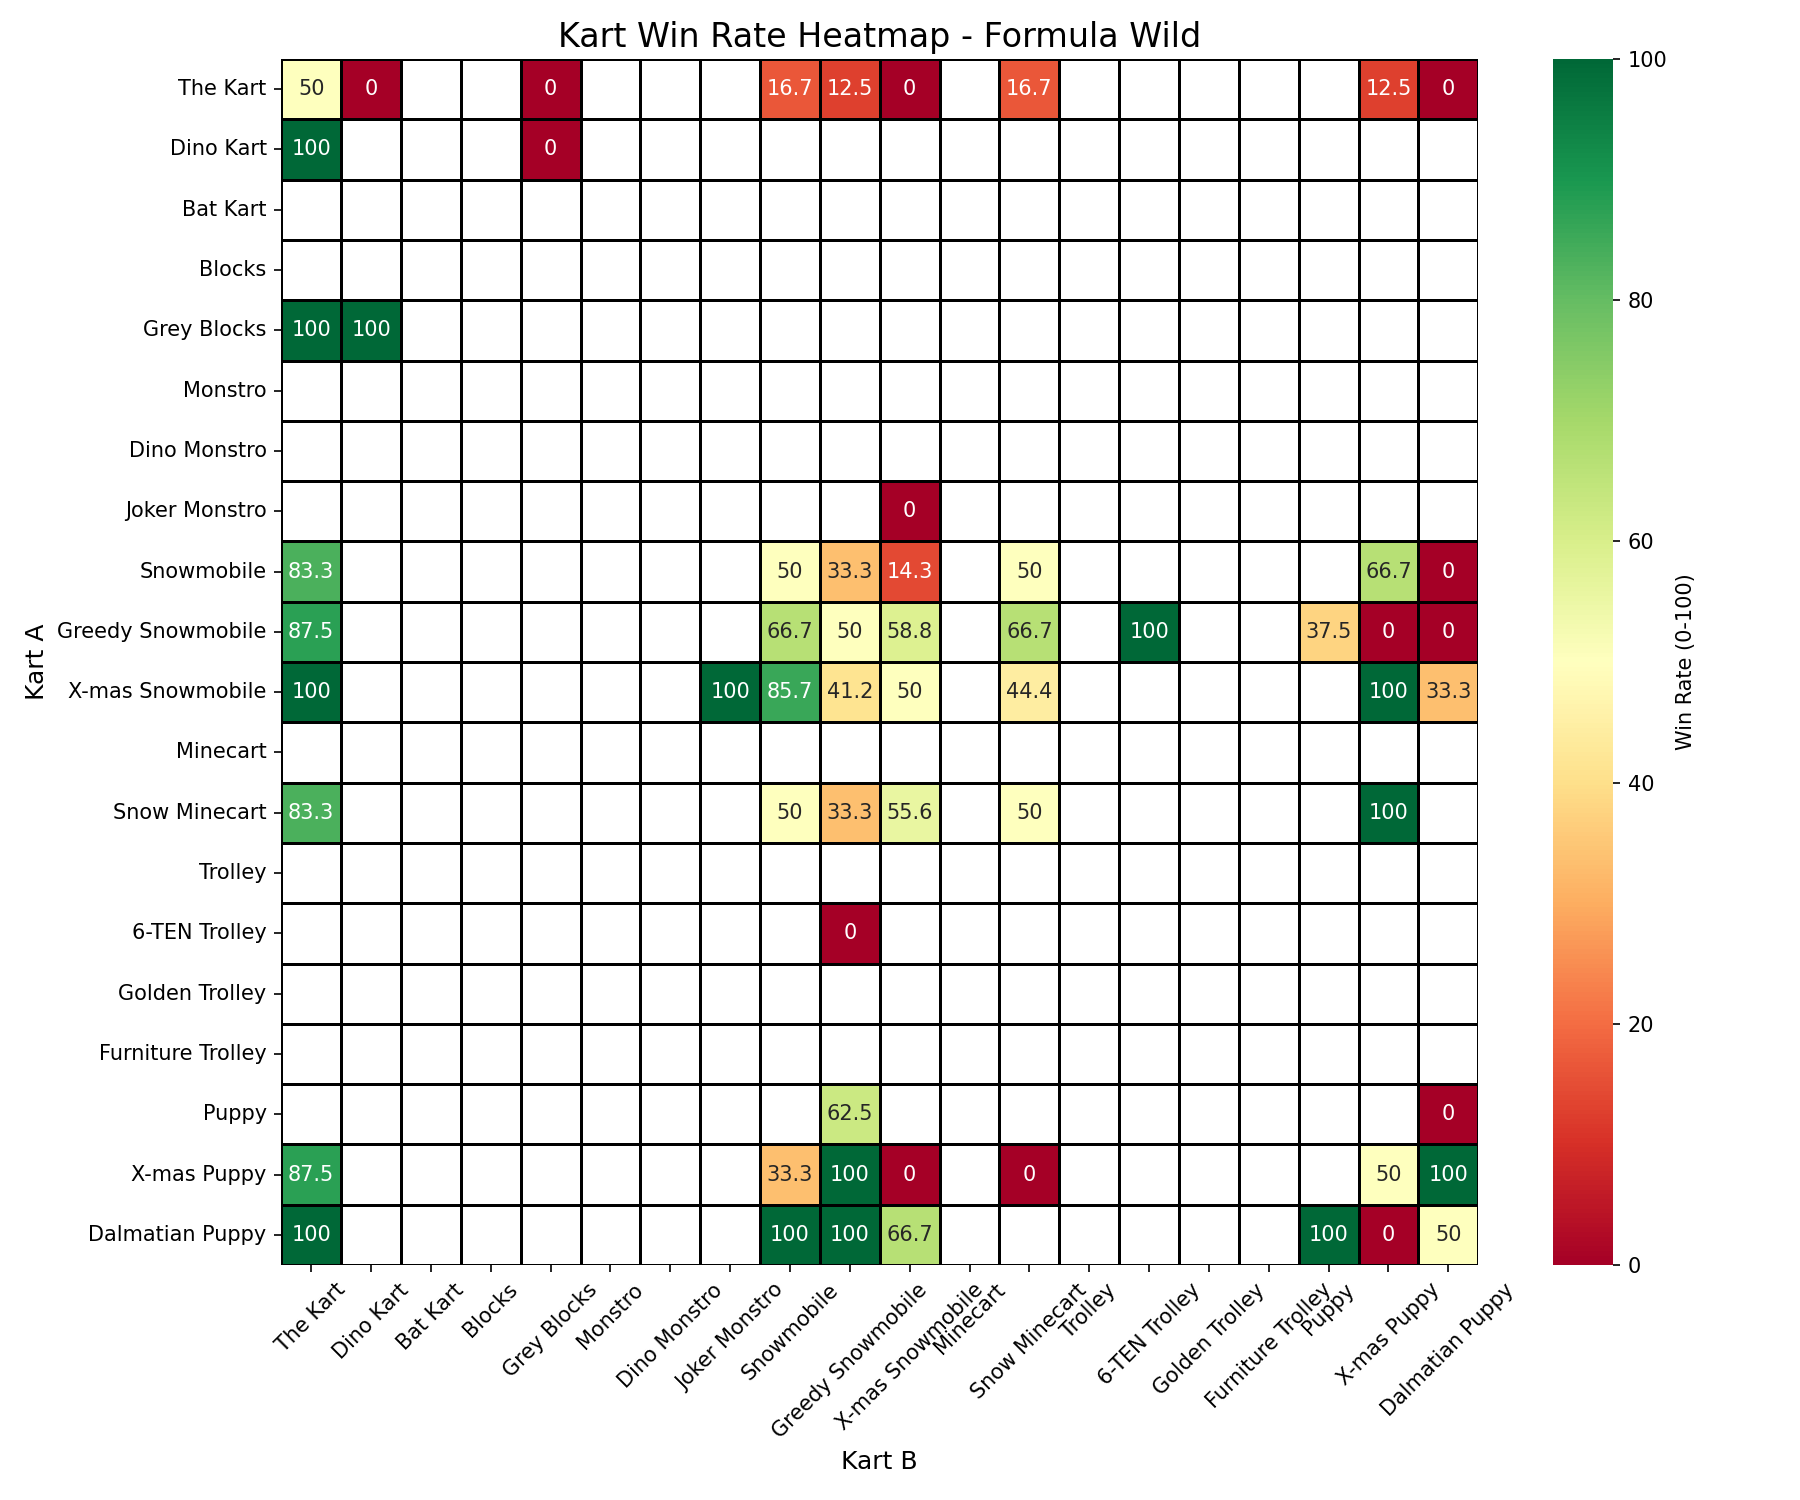 Kart Win Rate Heatmap - Formula Wild
The Kart 50 0 0 16.7 12.5 0 16.7 12.5 0
Dino Kart 100 0
Bat Kart
Blocks
Grey Blocks 100 100
Monstro
Dino Monstro
Joker Monstro 0
Snowmobile 83.3 50 33.3 14.3 50 66.7 0
Greedy Snowmobile 87.5 66.7 50 58.8 66.7 100 37.5 0 0
X-mas Snowmobile 100 100 85.7 41.2 50 44.4 100 33.3
Minecart
Snow Minecart 83.3 50 33.3 55.6 50 100
Trolley
6-TEN Trolley 0
Golden Trolley
Furniture Trolley
Puppy 62.5 0
X-mas Puppy 87.5 33.3 100 0 0 50 100
Dalmatian Puppy 100 100 100 66.7 100 0 50
Kart A
The Kart
Dino Kart
Bat Kart
Blocks
Grey Blocks
Monstro
Dino Monstro
Joker Monstro
Snowmobile
Greedy Snowmobile
X-mas Snowmobile
Minecart
Snow Minecart
Trolley
6-TEN Trolley
Golden Trolley
Furniture Trolley
Puppy
X-mas Puppy
Dalmatian Puppy
Kart B
100
80
60
40
20
0
Win Rate (0-100)